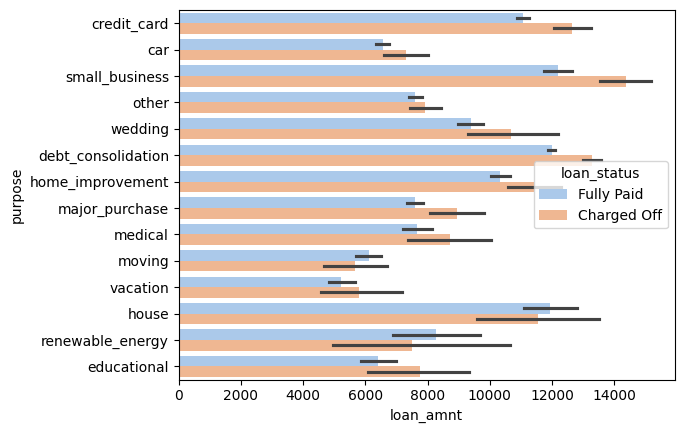 credit_card
car
small_business
other
wedding
debt_consolidation
home_improvement
major_purchase
medical
moving
vacation
house
renewable_energy
educational
purpose
loan_status
Fully Paid
Charged Off
0 2000 4000 6000 8000 10000 12000 14000
loan_amnt